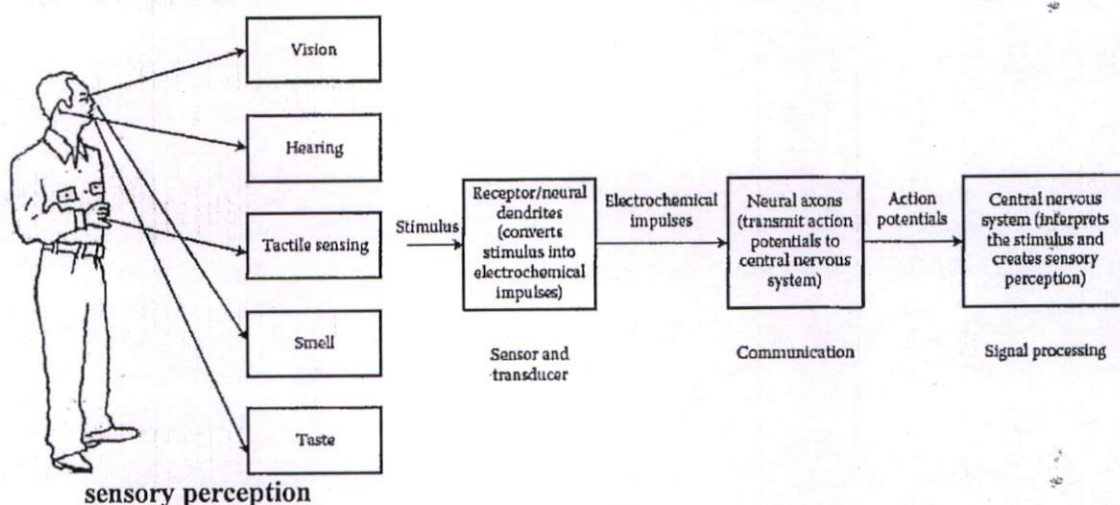 Vision
Hearing
Tactile sensing
Smell
Taste
Stimulus
Receptor/neural
dendrites
(converts
stimulus into
electrochemical
impulses)
Sensor and
transducer
Electrochemical
impulses
Neural axons
(transmit action
potentials to
central nervous
system)
Communication
Action
potentials
Central nervous
system (interprets
the stimulus and
creates sensory
perception)
Signal processing
sensory perception